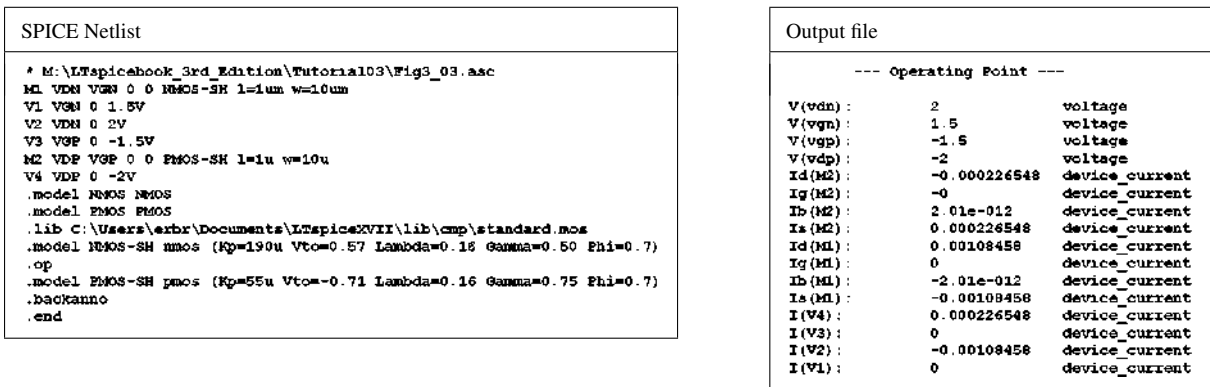 SPICE Netlist
* M:\LTspicebook_3rd_Edition\Tutorial03\Fig3_03.asc
M1 VDN VGN 0 0 NMOS-SH l=1um w=10um
V1 VGN 0 1.5V
V2 VDN 0 2V
V3 VGP 0 -1.5V
M2 VDP VGP 0 0 PMOS-SH l=1u w=10u
V4 VDP 0 -2V
.model NMOS NMOS
.model PMOS PMOS
.lib C:\Users\erbr\Documents\LTspiceXVII\lib\cmp\standard.mos
.model NMOS-SH nmos (Kp=190u Vto=0.57 Lambda=0.16 Gamma=0.50 Phi=0.7)
.op
.model PMOS-SH pmos (Kp=55u Vto=-0.71 Lambda=0.16 Gamma=0.75 Phi=0.7)
.backanno
.end
Output file
--- Operating Point ---
V(vdn): 2 voltage
V(vgn): 1.5 voltage
V(vgp): -1.5 voltage
V(vdp): -2 voltage
Id(M2): -0.000226548 device_current
Ig(M2): -0 device_current
Ib(M2): 2.01e-012 device_current
Is(M2): 0.000226548 device_current
Id(M1): 0.00108458 device_current
Ig(M1): 0 device_current
Ib(M1): -2.01e-012 device_current
Is(M1): -0.00108458 device_current
I(V4): 0.000226548 device_current
I(V3): 0 device_current
I(V2): -0.00108458 device_current
I(V1): 0 device_current